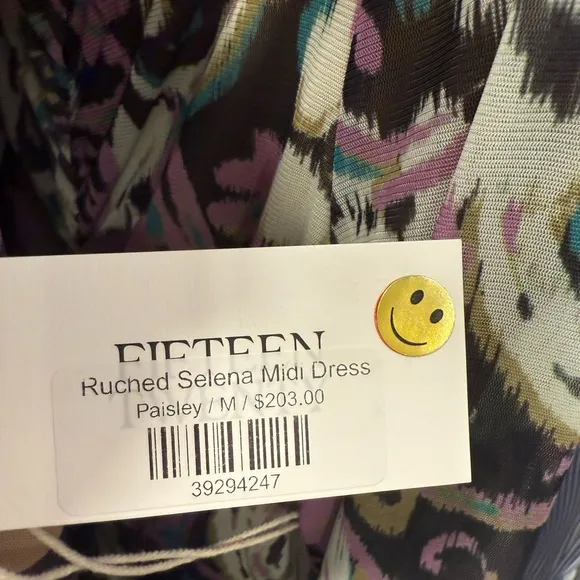 FIFTEEN
Ruched Selena Midi Dress
Paisley / M / $203.00
39294247